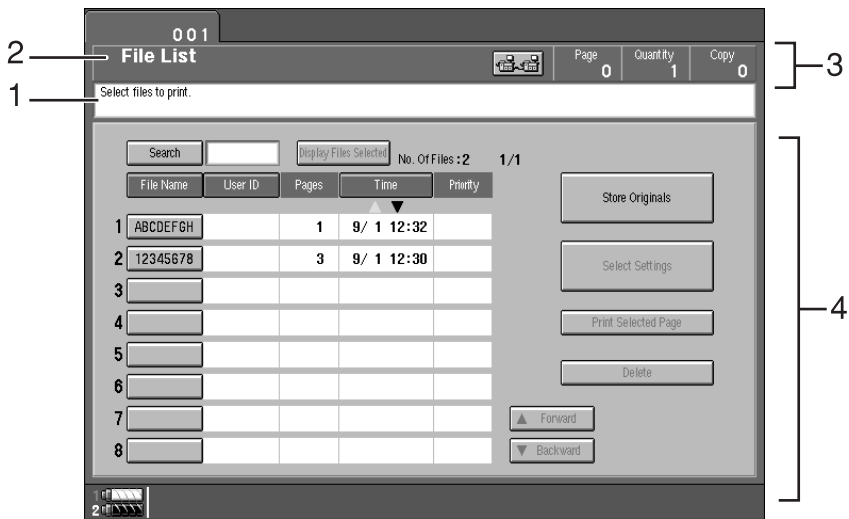 001
2 File List
Page 0 Quantity 1 Copy 0
3
1 Select files to print.
Search Display Files Selected No. Of Files : 2 1/1
File Name User ID Pages Time Priority
Store Originals
1 ABCDEFGH 1 9/ 1 12:32
2 12345678 3 9/ 1 12:30
Select Settings
3
4 Print Selected Page
4
5
Delete
6
7 ▲ Forward
8 ▼ Backward
1
2